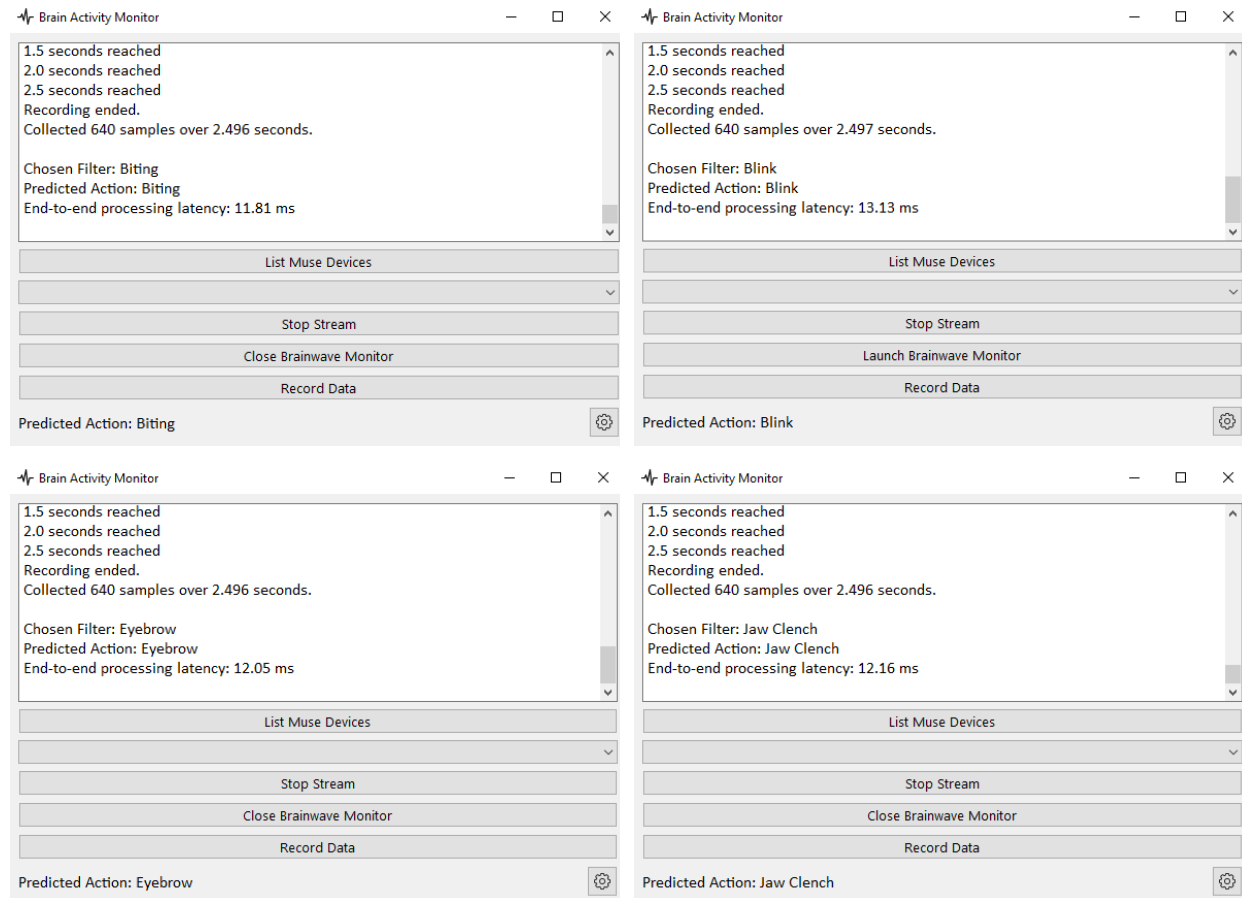 Brain Activity Monitor
1.5 seconds reached
2.0 seconds reached
2.5 seconds reached
Recording ended.
Collected 640 samples over 2.496 seconds.
Chosen Filter: Biting
Predicted Action: Biting
End-to-end processing latency: 11.81 ms
List Muse Devices
Stop Stream
Close Brainwave Monitor
Record Data
Predicted Action: Biting
Brain Activity Monitor
1.5 seconds reached
2.0 seconds reached
2.5 seconds reached
Recording ended.
Collected 640 samples over 2.497 seconds.
Chosen Filter: Blink
Predicted Action: Blink
End-to-end processing latency: 13.13 ms
List Muse Devices
Stop Stream
Launch Brainwave Monitor
Record Data
Predicted Action: Blink
Brain Activity Monitor
1.5 seconds reached
2.0 seconds reached
2.5 seconds reached
Recording ended.
Collected 640 samples over 2.496 seconds.
Chosen Filter: Eyebrow
Predicted Action: Eyebrow
End-to-end processing latency: 12.05 ms
List Muse Devices
Stop Stream
Close Brainwave Monitor
Record Data
Predicted Action: Eyebrow
Brain Activity Monitor
1.5 seconds reached
2.0 seconds reached
2.5 seconds reached
Recording ended.
Collected 640 samples over 2.496 seconds.
Chosen Filter: Jaw Clench
Predicted Action: Jaw Clench
End-to-end processing latency: 12.16 ms
List Muse Devices
Stop Stream
Close Brainwave Monitor
Record Data
Predicted Action: Jaw Clench